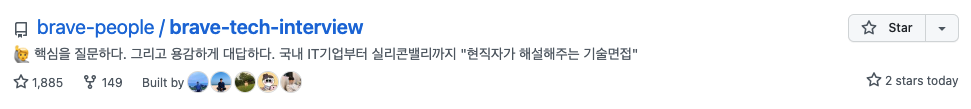 brave-people / brave-tech-interview
Star
핵심을 질문하다. 그리고 용감하게 대답하다. 국내 IT기업부터 실리콘밸리까지 "현직자가 해설해주는 기술면접"
1,885 149 Built by 2 stars today